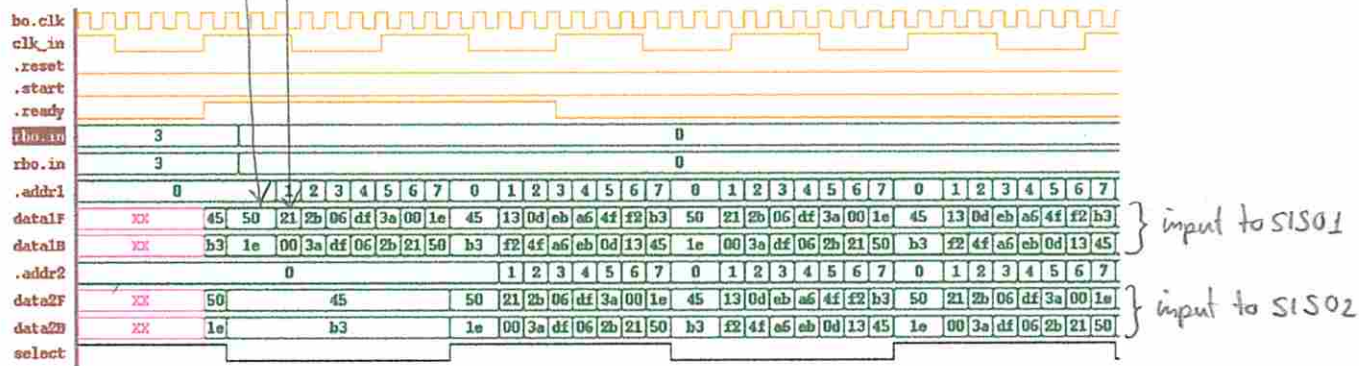 bo.clk
clk_in
.reset
.start
.ready
rbo.in 3 0
rbo.in 3 0
.addr1 0 1 2 3 4 5 6 7 0 1 2 3 4 5 6 7 0 1 2 3 4 5 6 7 0 1 2 3 4 5 6 7
data1F XX 45 50 21 2b 06 df 3a 00 1e 45 13 0d eb a6 4f f2 b3 50 21 2b 06 df 3a 00 1e 45 13 0d eb a6 4f f2 b3 } input to SISO1
data1B XX b3 1e 00 3a df 06 2b 21 50 b3 f2 4f a6 eb 0d 13 45 1e 00 3a df 06 2b 21 50 b3 f2 4f a6 eb 0d 13 45
.addr2 0 1 2 3 4 5 6 7 0 1 2 3 4 5 6 7 0 1 2 3 4 5 6 7
data2F XX 50 45 50 21 2b 06 df 3a 00 1e 45 13 0d eb a6 4f f2 b3 50 21 2b 06 df 3a 00 1e } input to SISO2
data2B XX 1e b3 1e 00 3a df 06 2b 21 50 b3 f2 4f a6 eb 0d 13 45 1e 00 3a df 06 2b 21 50
select